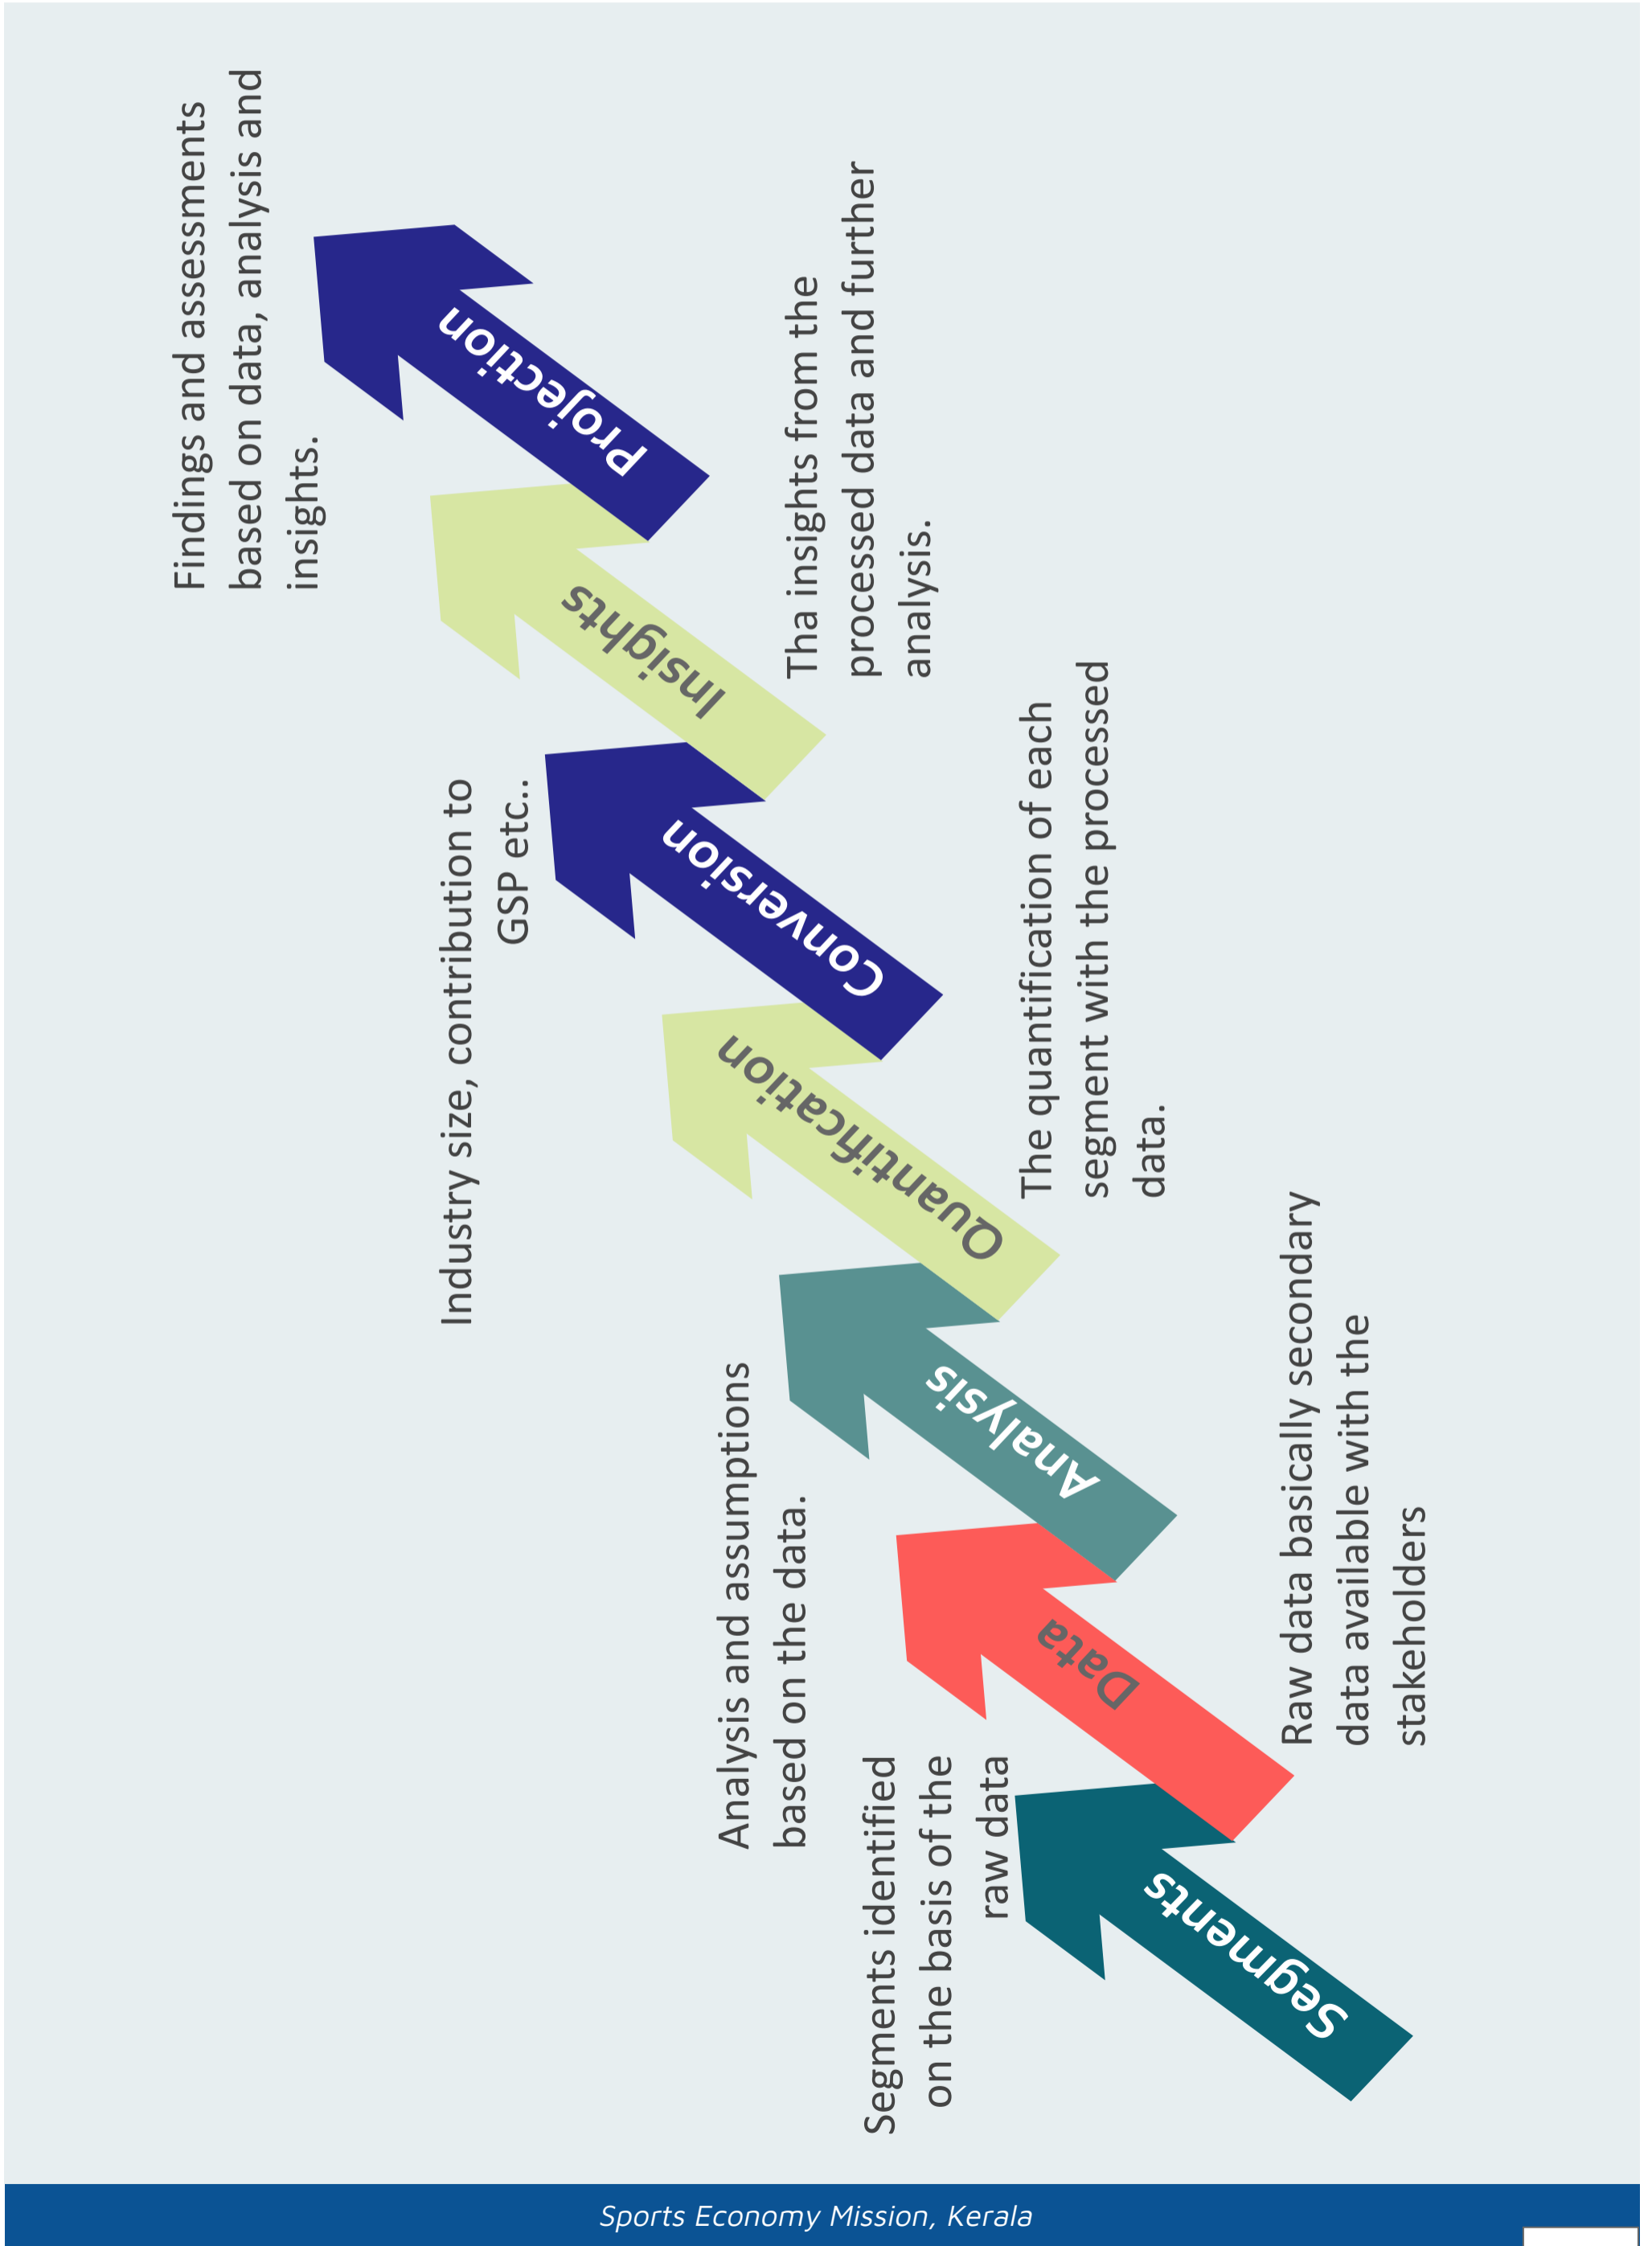 Segments
Segments identified
on the basis of the
raw data
Data
Raw data basically secondary
data available with the
stakeholders
Analysis
Analysis and assumptions
based on the data.
Quantification
The quantification of each
segment with the processed
data.
Conversion
Industry size, contribution to
GSP etc..
Insights
Tha insights from the
processed data and further
analysis.
Projection
Findings and assessments
based on data, analysis and
insights.
Sports Economy Mission, Kerala